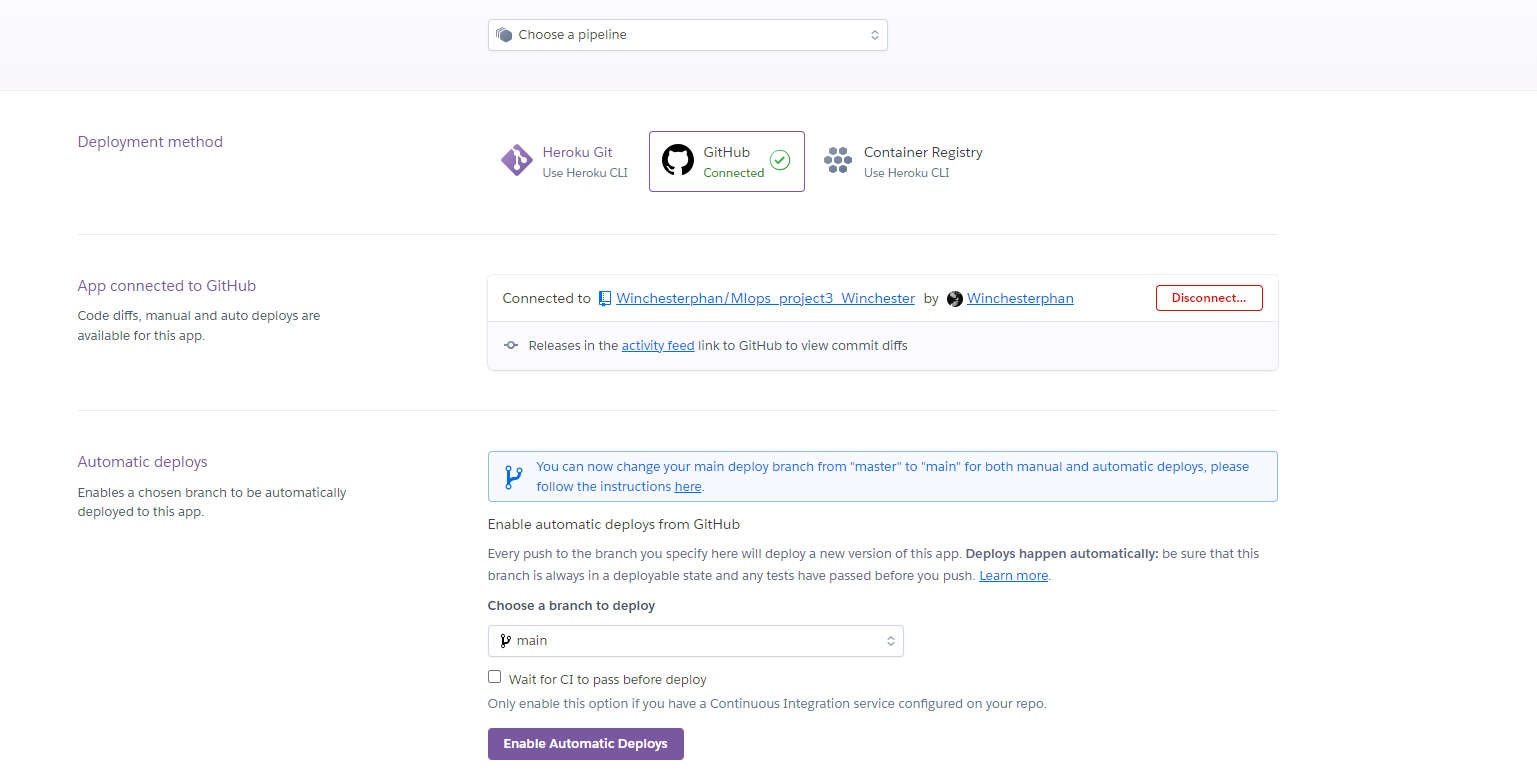 Choose a pipeline
Deployment method
Heroku Git
Use Heroku CLI
GitHub
Connected
Container Registry
Use Heroku CLI
App connected to GitHub
Code diffs, manual and auto deploys are
available for this app.
Connected to Winchesterphan/Mlops_project3_Winchester by Winchesterphan
Disconnect...
Releases in the activity feed link to GitHub to view commit diffs
Automatic deploys
Enables a chosen branch to be automatically
deployed to this app.
You can now change your main deploy branch from "master" to "main" for both manual and automatic deploys, please
follow the instructions here.
Enable automatic deploys from GitHub
Every push to the branch you specify here will deploy a new version of this app. Deploys happen automatically: be sure that this
branch is always in a deployable state and any tests have passed before you push. Learn more.
Choose a branch to deploy
main
Wait for CI to pass before deploy
Only enable this option if you have a Continuous Integration service configured on your repo.
Enable Automatic Deploys